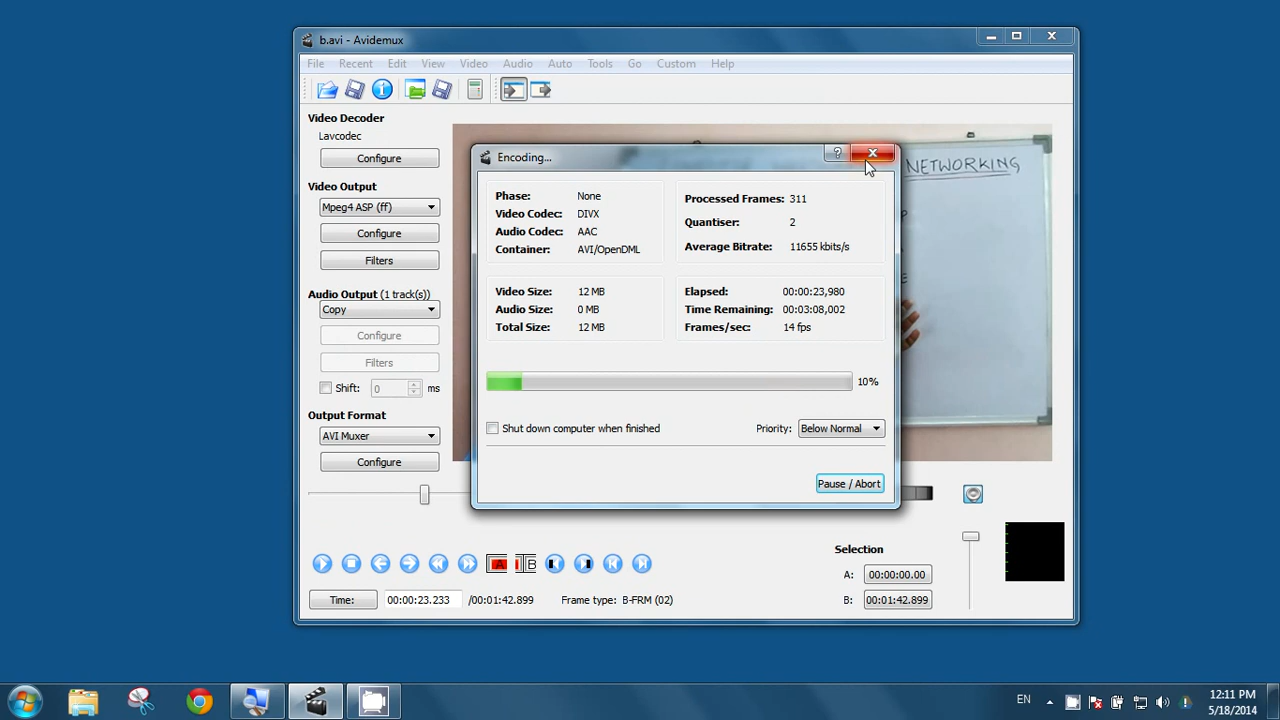 b.avi - Avidemux
File Recent Edit View Video Audio Auto Tools Go Custom Help
Video Decoder
Lavcodec
Configure
Video Output
Mpeg4 ASP (ff)
Configure
Filters
Audio Output (1 track(s))
Copy
Configure
Filters
Shift: 0 ms
Output Format
AVI Muxer
Configure
NETWORKING
Encoding...
?
Phase: None
Video Codec: DIVX
Audio Codec: AAC
Container: AVI/OpenDML
Processed Frames: 311
Quantiser: 2
Average Bitrate: 11655 kbits/s
Video Size: 12 MB
Audio Size: 0 MB
Total Size: 12 MB
Elapsed: 00:00:23,980
Time Remaining: 00:03:08,002
Frames/sec: 14 fps
10%
Shut down computer when finished
Priority: Below Normal
Pause / Abort
A B
Selection
A: 00:00:00.00
B: 00:01:42.899
Time: 00:00:23.233 /00:01:42.899 Frame type: B-FRM (02)
EN
12:11 PM
5/18/2014